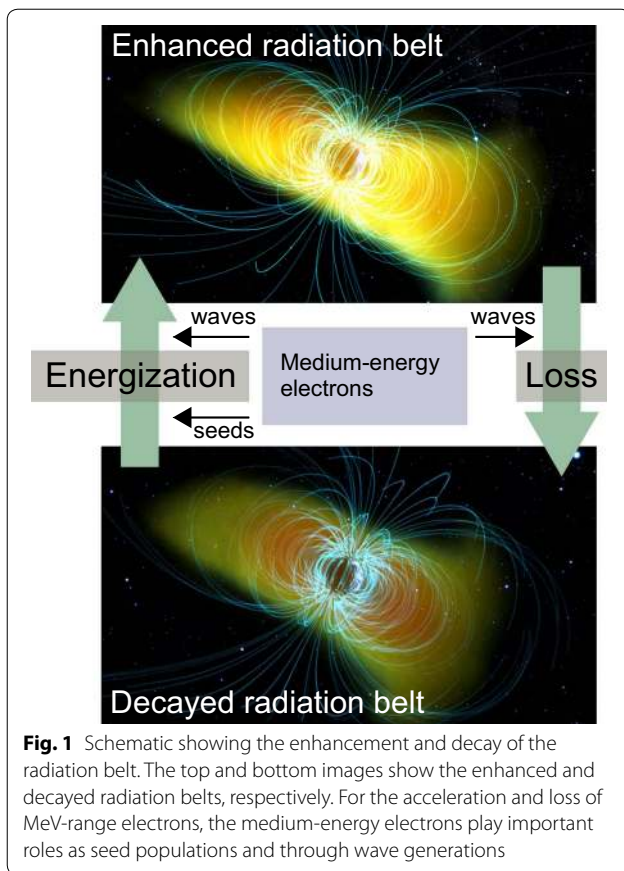 Enhanced radiation belt
waves
waves
Medium-energy
electrons
Energization
Loss
seeds
Decayed radiation belt
Fig. 1 Schematic showing the enhancement and decay of the
radiation belt. The top and bottom images show the enhanced and
decayed radiation belts, respectively. For the acceleration and loss of
MeV-range electrons, the medium-energy electrons play important
roles as seed populations and through wave generations